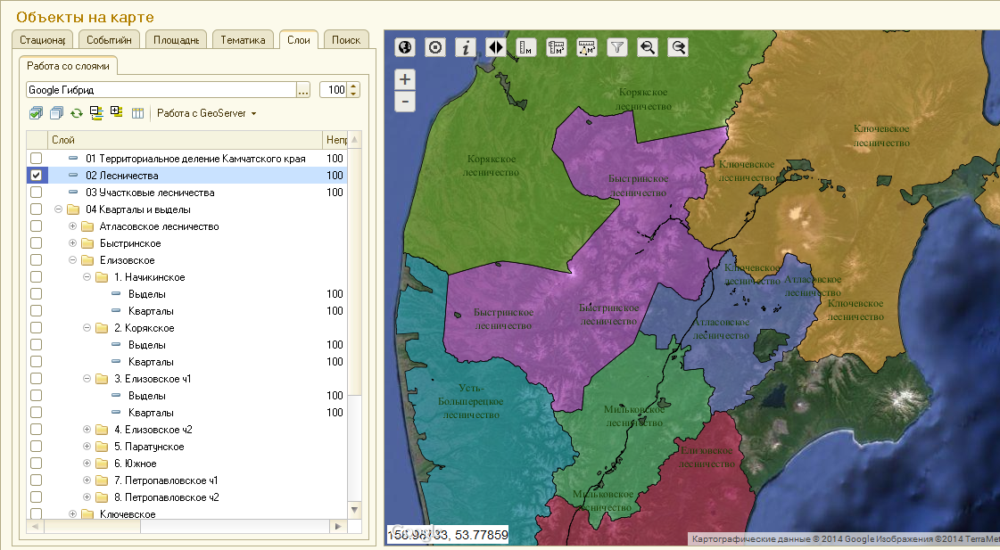 Объекты на карте
Стационар
Событийн
Площаднь
Тематика
Слои
Поиск
Работа со слоями
Google Гибрид
...
100
Работа с GeoServer
Слой
Непр
01 Территориальное деление Камчатского края 100
02 Лесничества 100
03 Участковые лесничества 100
04 Кварталы и выделы
Атласовское лесничество
Быстринское
Елизовское
1. Начикинское
Выделы 100
Кварталы 100
2. Корякское
Выделы 100
Кварталы 100
3. Елизовское ч1
Выделы 100
Кварталы 100
4. Елизовское ч2
5. Паратунское
6. Южное
7. Петропавловское ч1
8. Петропавловское ч2
Ключевское
i
M
M²
M°
+
-
Корякское
лесничество
Ключевское
лесничество
Корякское
лесничество
Ключевское
лесничество
Быстринское
лесничество
Ключевское
лесничество
Атласовское
лесничество
Ключевское
лесничество
Быстринское
лесничество
Быстринское
лесничество
Атласовское
лесничество
Усть-
Большерецкое
лесничество
Мильковское
лесничество
Елизовское
лесничество
Мильковское
лесничество
Google
53.77859
Картографические данные © 2014 Google Изображения ©2014 TerraMet